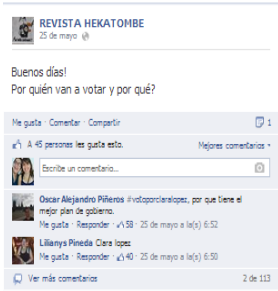 REVISTA HEKATOMBE
25 de mayo
Buenos días!
Por quién van a votar y por qué?
Me gusta · Comentar · Compartir 1
A 45 personas les gusta esto. Mejores comentarios
Escribe un comentario...
Oscar Alejandro Piñeros #votoporclaralopez, por que tiene el
mejor plan de gobierno.
Me gusta · Responder · 58 · 25 de mayo a la(s) 6:52
Lilianys Pineda Clara lopez
Me gusta · Responder · 40 · 25 de mayo a la(s) 6:50
Ver más comentarios 2 de 113